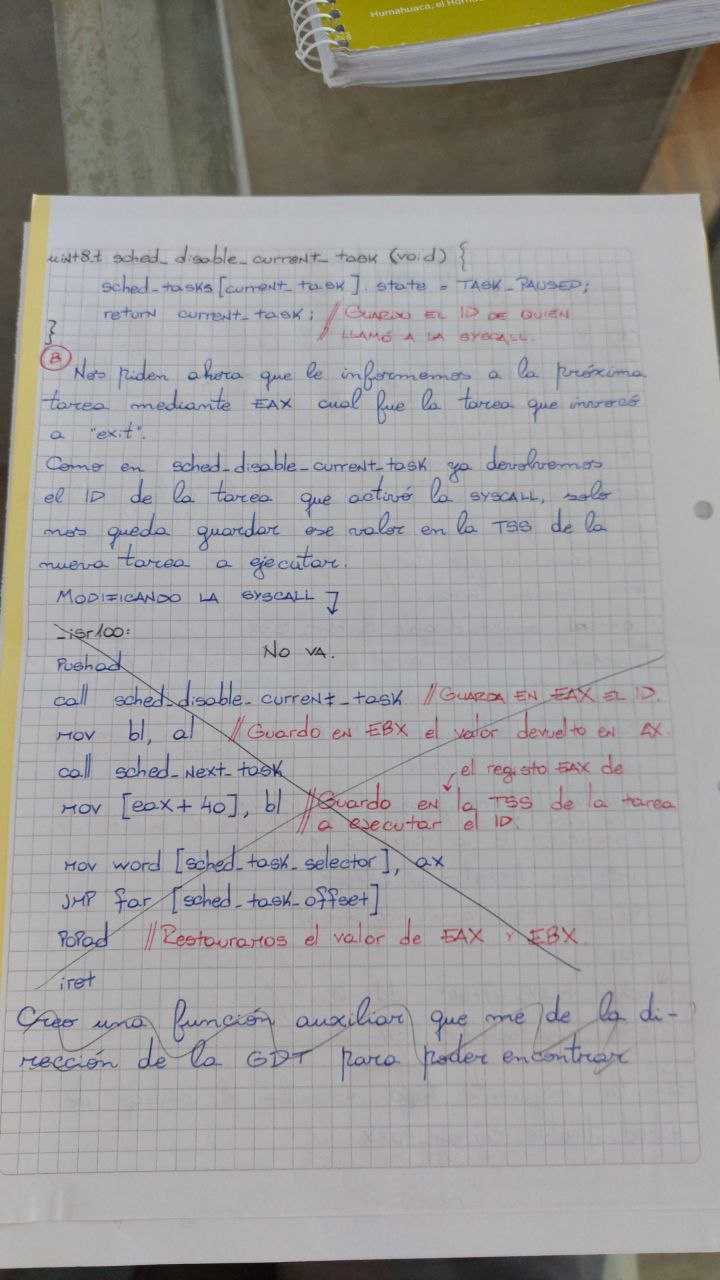 Humahuaca, el Horno
uint8_t sched_disable_current_task (void) {
sched_tasks[current_task].state = TASK_PAUSED;
return current_task; // GUARDO EL ID DE QUIEN
LLAMÓ A LA SYSCALL.
}
B
Nos piden ahora que le informemos a la próxima
tarea mediante EAX cual fue la tarea que invocó
a "exit".
Como en sched_disable_current_task ya devolvemos
el ID de la tarea que activó la SYSCALL, solo
nos queda guardar ese valor en la TSS de la
nueva tarea a ejecutar.
MODIFICANDO LA SYSCALL
_isr100:
No VA.
Pushad
call sched_disable_current_task // GUARDA EN EAX EL ID.
MOV bl, al // Guardo en EBX el valor devuelto en AX.
call sched_next_task
el registo EAX de
MOV [eax + 40], bl // Guardo en la TSS de la tarea
// a ejecutar el ID.
MOV word [sched_task_selector], ax
JMP far [sched_task_offset]
POPad // Restauramos el valor de EAX y EBX.
iret
Creo una función auxiliar que me de la di-
rección de la GDT para poder encontrar